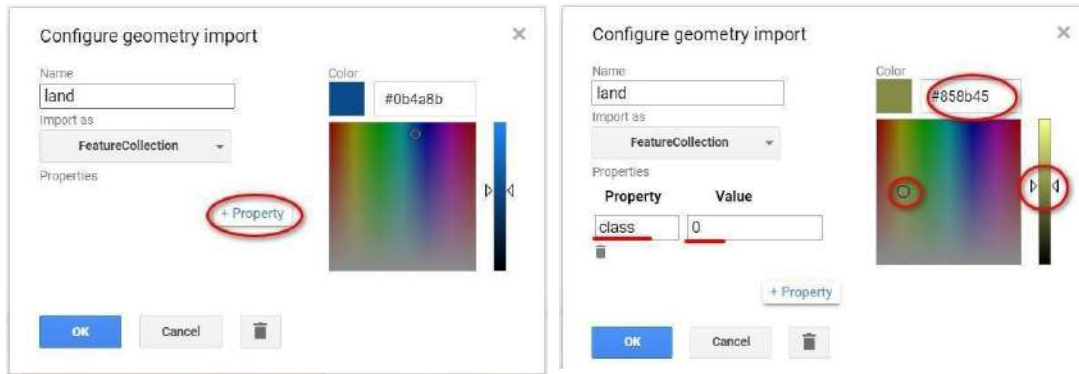 Configure geometry import
Name
land
Import as
FeatureCollection
Properties
+ Property
Color
#0b4a8b
OK
Cancel
Configure geometry import
Name
land
Import as
FeatureCollection
Properties
Property Value
class 0
+ Property
Color
#858b45
OK
Cancel